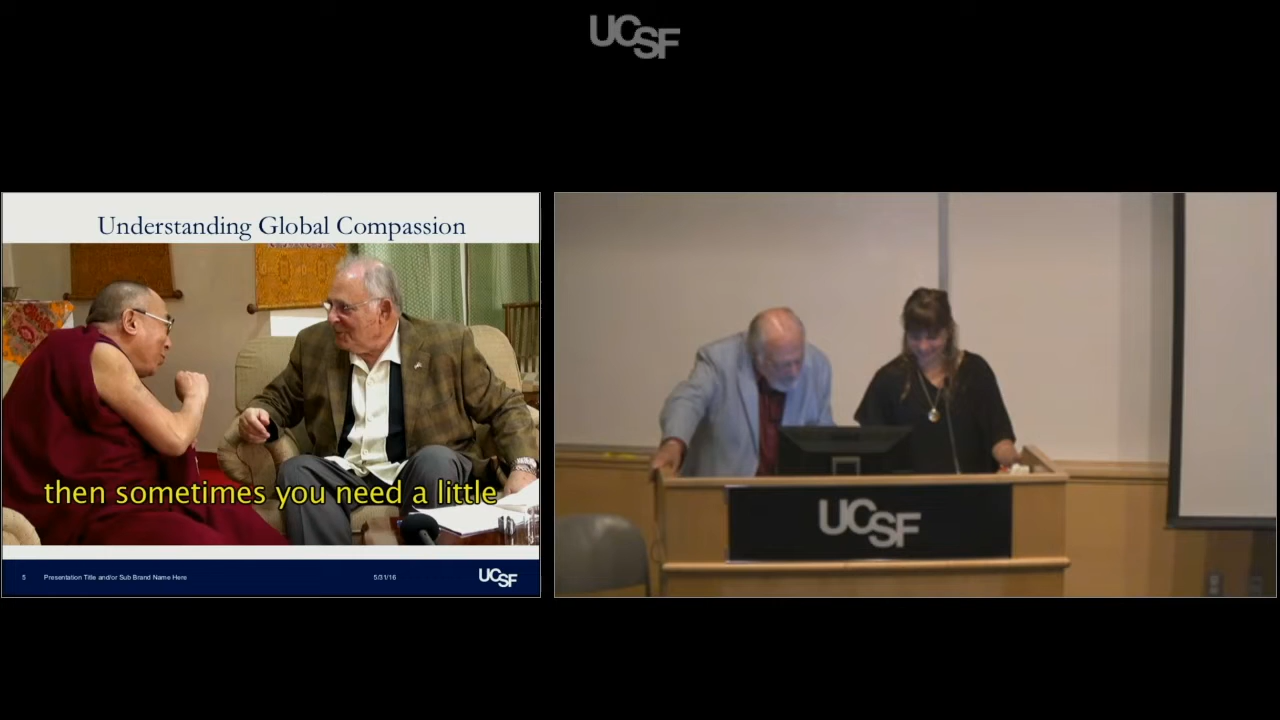 UCSF
Understanding Global Compassion
then sometimes you need a little
5 Presentation Title and/or Sub Brand Name Here 5/31/16 UCSF
UCSF